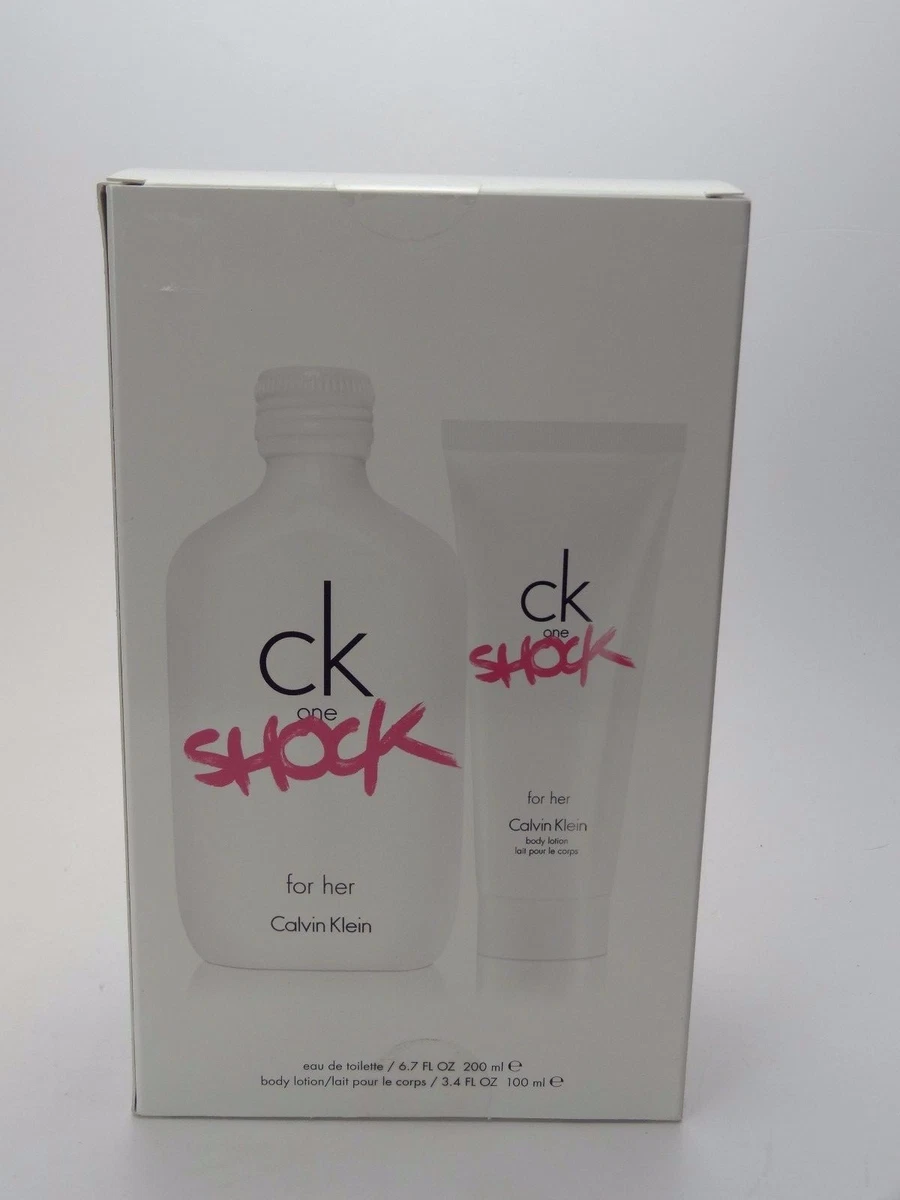 ck
one
SHOCK
for her
Calvin Klein
ck
one
SHOCK
for her
Calvin Klein
body lotion
lait pour le corps
eau de toilette / 6.7 FL OZ 200 ml ℮
body lotion/lait pour le corps / 3.4 FL OZ 100 ml ℮